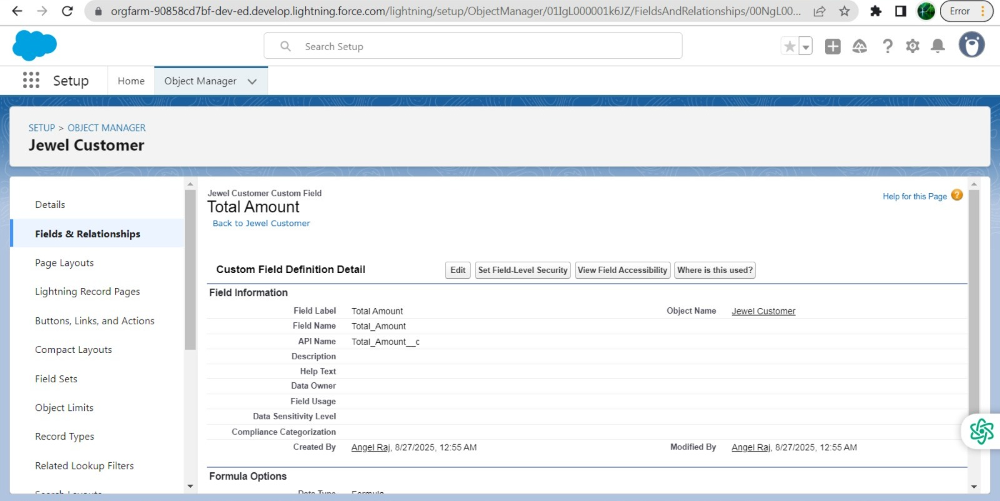 orgfarm-90858cd7bf-dev-ed.develop.lightning.force.com/lightning/setup/ObjectManager/01IgL000001k6JZ/FieldsAndRelationships/00NgL00...
Error
Search Setup
Setup
Home
Object Manager
SETUP > OBJECT MANAGER
Jewel Customer
Details
Fields & Relationships
Page Layouts
Lightning Record Pages
Buttons, Links, and Actions
Compact Layouts
Field Sets
Object Limits
Record Types
Related Lookup Filters
Search Layouts
Jewel Customer Custom Field
Help for this Page ?
Total Amount
Back to Jewel Customer
Custom Field Definition Detail
Edit
Set Field-Level Security
View Field Accessibility
Where is this used?
Field Information
Field Label Total Amount Object Name Jewel Customer
Field Name Total_Amount
API Name Total_Amount__c
Description
Help Text
Data Owner
Field Usage
Data Sensitivity Level
Compliance Categorization
Created By Angel Raj, 8/27/2025, 12:55 AM Modified By Angel Raj, 8/27/2025, 12:55 AM
Formula Options
Data Type Formula